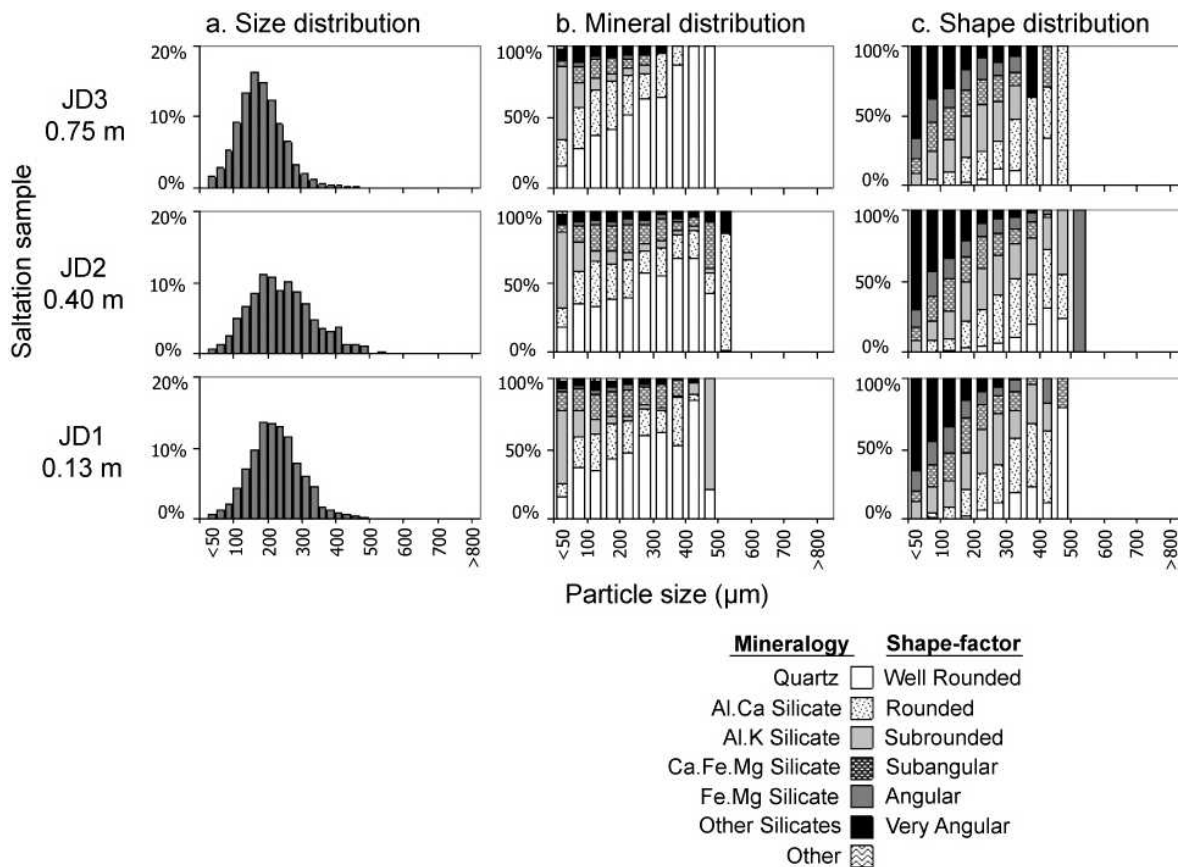 a. Size distribution
b. Mineral distribution
c. Shape-factor
Saltation sample
JD3
0.75 m
20%
10%
0%
100%
50%
0%
100%
50%
0%
JD2
0.40 m
20%
10%
0%
100%
50%
0%
100%
50%
0%
JD1
0.13 m
20%
10%
0%
100%
50%
0%
100%
50%
0%
<50 100 200 300 400 500 600 700 >800
<50 100 200 300 400 500 600 700 >800
<50 100 200 300 400 500 600 700 >800
Particle size (µm)
Mineralogy Shape-factor
Quartz Well Rounded
Al.Ca Silicate Rounded
Al.K Silicate Subrounded
Ca.Fe.Mg Silicate Subangular
Fe.Mg Silicate Angular
Other Silicates Very Angular
Other